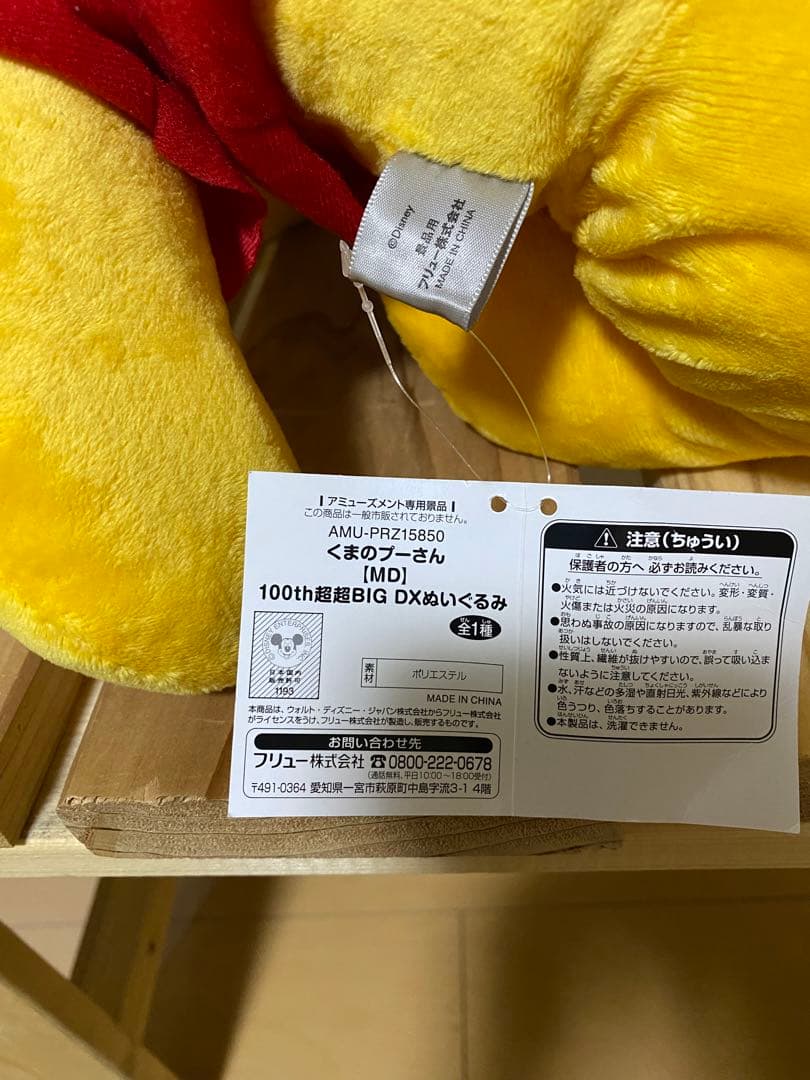 ©Disney
景品用
フリュー株式会社
MADE IN CHINA
アミューズメント専用景品
この商品は一般市販されておりません。
AMU-PRZ15850
くまのプーさん
【MD】
100th超超BIG DXぬいぐるみ
全1種
日本国内
販売許可
1193
素材
ポリエステル
MADE IN CHINA
本商品は、ウォルト・ディズニー・ジャパン株式会社からフリュー株式会社
がライセンスをうけ、フリュー株式会社が製造し、販売するものです。
お問い合わせ先
フリュー株式会社 ☎0800-222-0678
(通話無料、平日10:00〜18:00受付)
〒491-0364 愛知県一宮市萩原町中島字流3-1 4階
注意(ちゅうい)
保護者の方へ 必ずお読みください。
●火気には近づけないでください。変形・変質・
火傷または火災の原因になります。
●思わぬ事故の原因になりますので、乱暴な取り
扱いはしないでください。
●性質上、繊維が抜けやすいので、誤って吸い込ま
ないように注意してください。
●水、汗などの多湿や直射日光、紫外線などにより
色うつり、色落ちすることがあります。
●本製品は、洗濯できません。